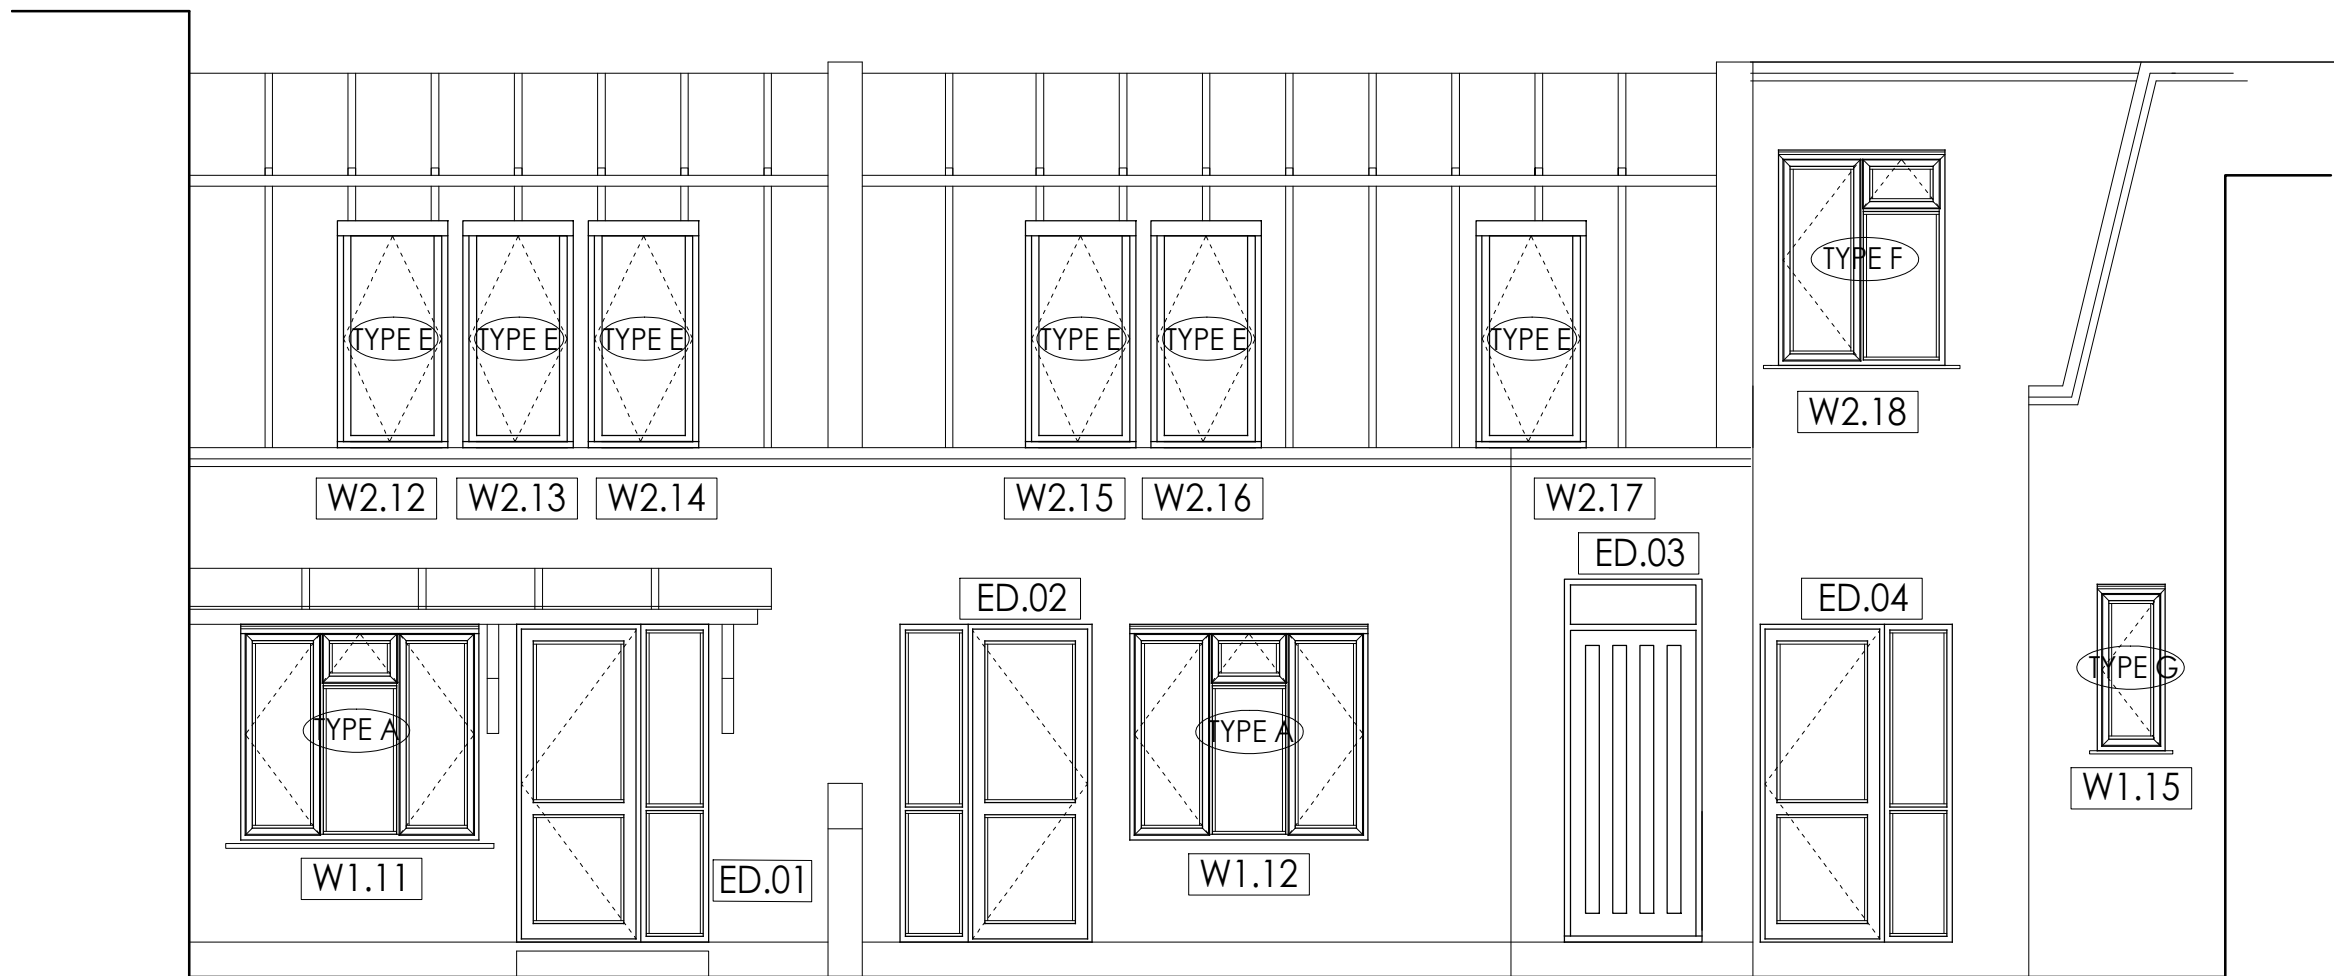 TYPE F
TYPE E
TYPE E
TYPE E
TYPE E
TYPE E
TYPE E
W2.18
W2.12
W2.13
W2.14
W2.15
W2.16
W2.17
ED.03
ED.02
ED.04
TYPE G
TYPE A
TYPE A
W1.15
W1.11
ED.01
W1.12